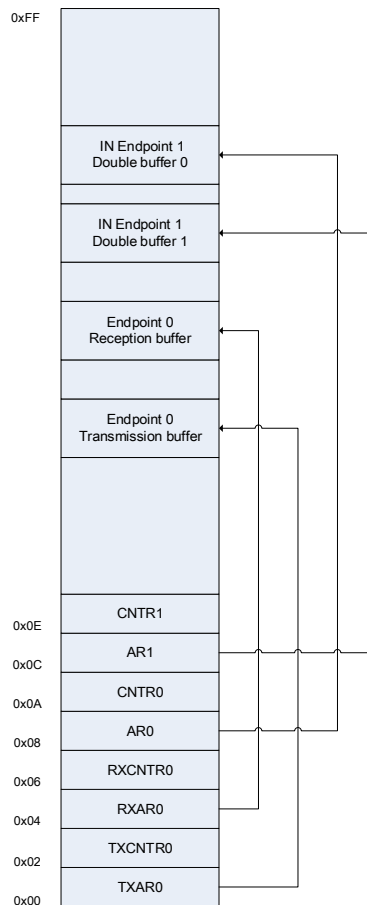 0xFF
IN Endpoint 1
Double buffer 0
IN Endpoint 1
Double buffer 1
Endpoint 0
Reception buffer
Endpoint 0
Transmission buffer
CNTR1
0x0E
AR1
0x0C
CNTR0
0x0A
AR0
0x08
RXCNTR0
0x06
RXAR0
0x04
TXCNTR0
0x02
TXAR0
0x00